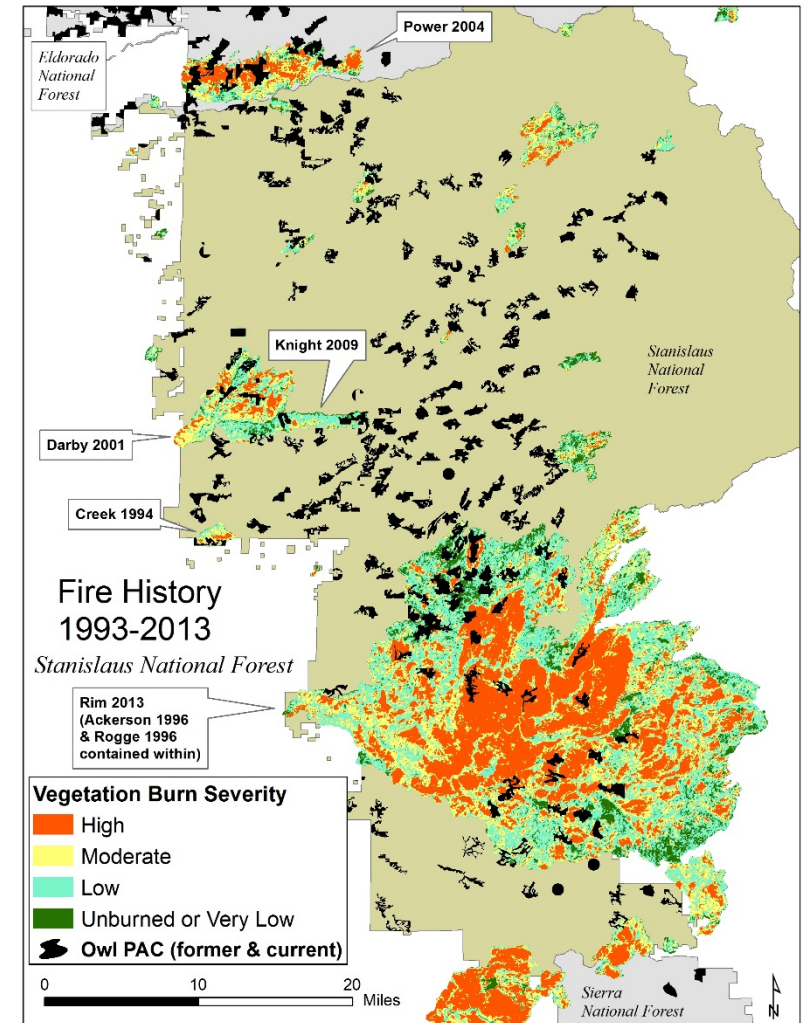 Power 2004
Eldorado
National
Forest
Knight 2009
Stanislaus
National
Forest
Darby 2001
Creek 1994
Fire History
1993-2013
Stanislaus National Forest
Rim 2013
(Ackerson 1996
& Rogge 1996
contained within)
Vegetation Burn Severity
High
Moderate
Low
Unburned or Very Low
Owl PAC (former & current)
0 10 20 Miles
Sierra
National Forest
N